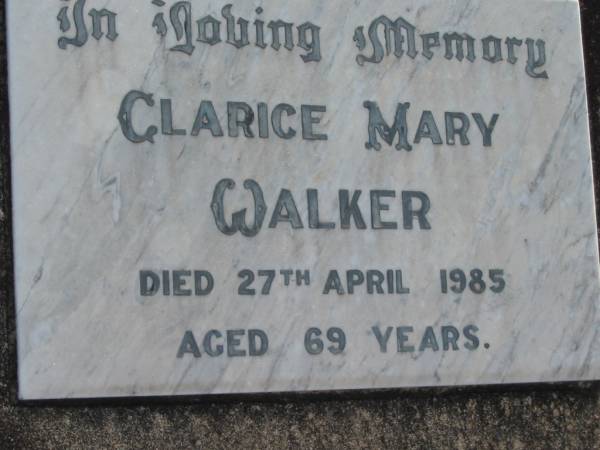 In Loving Memory
CLARICE MARY
WALKER
DIED 27TH APRIL 1985
AGED 69 YEARS.